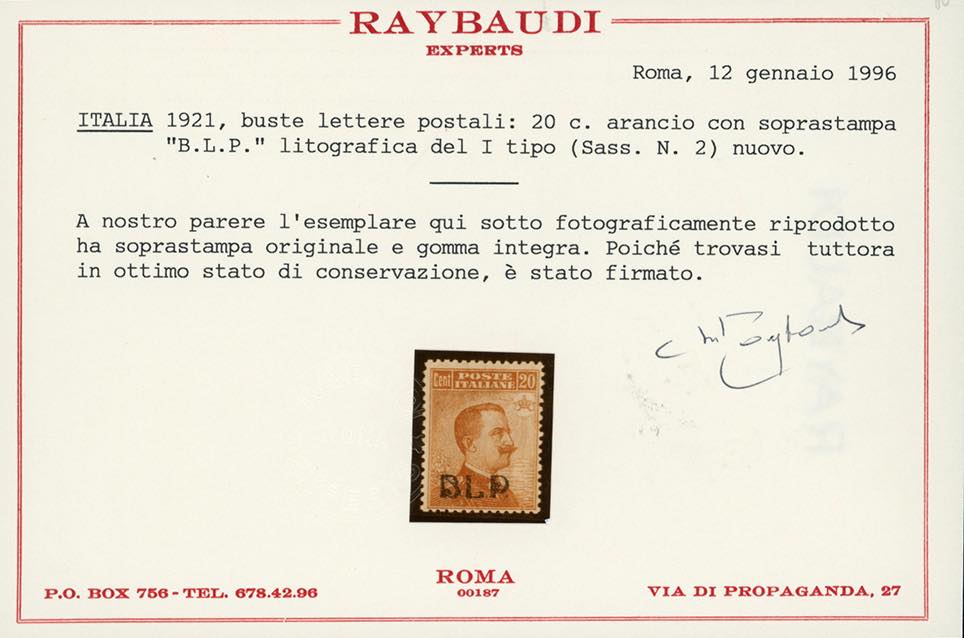 RAYBAUDI
EXPERTS
Roma, 12 gennaio 1996
ITALIA 1921, buste lettere postali: 20 c. arancio con soprastampa
"B.L.P." litografica del I tipo (Sass. N. 2) nuovo.
A nostro parere l'esemplare qui sotto fotograficamente riprodotto
ha soprastampa originale e gomma integra. Poiché trovasi tuttora
in ottimo stato di conservazione, è stato firmato.
Cent POSTE ITALIANE 20
BLP
ROMA
00187
P.O. BOX 756 - TEL. 678.42.96
VIA DI PROPAGANDA, 27